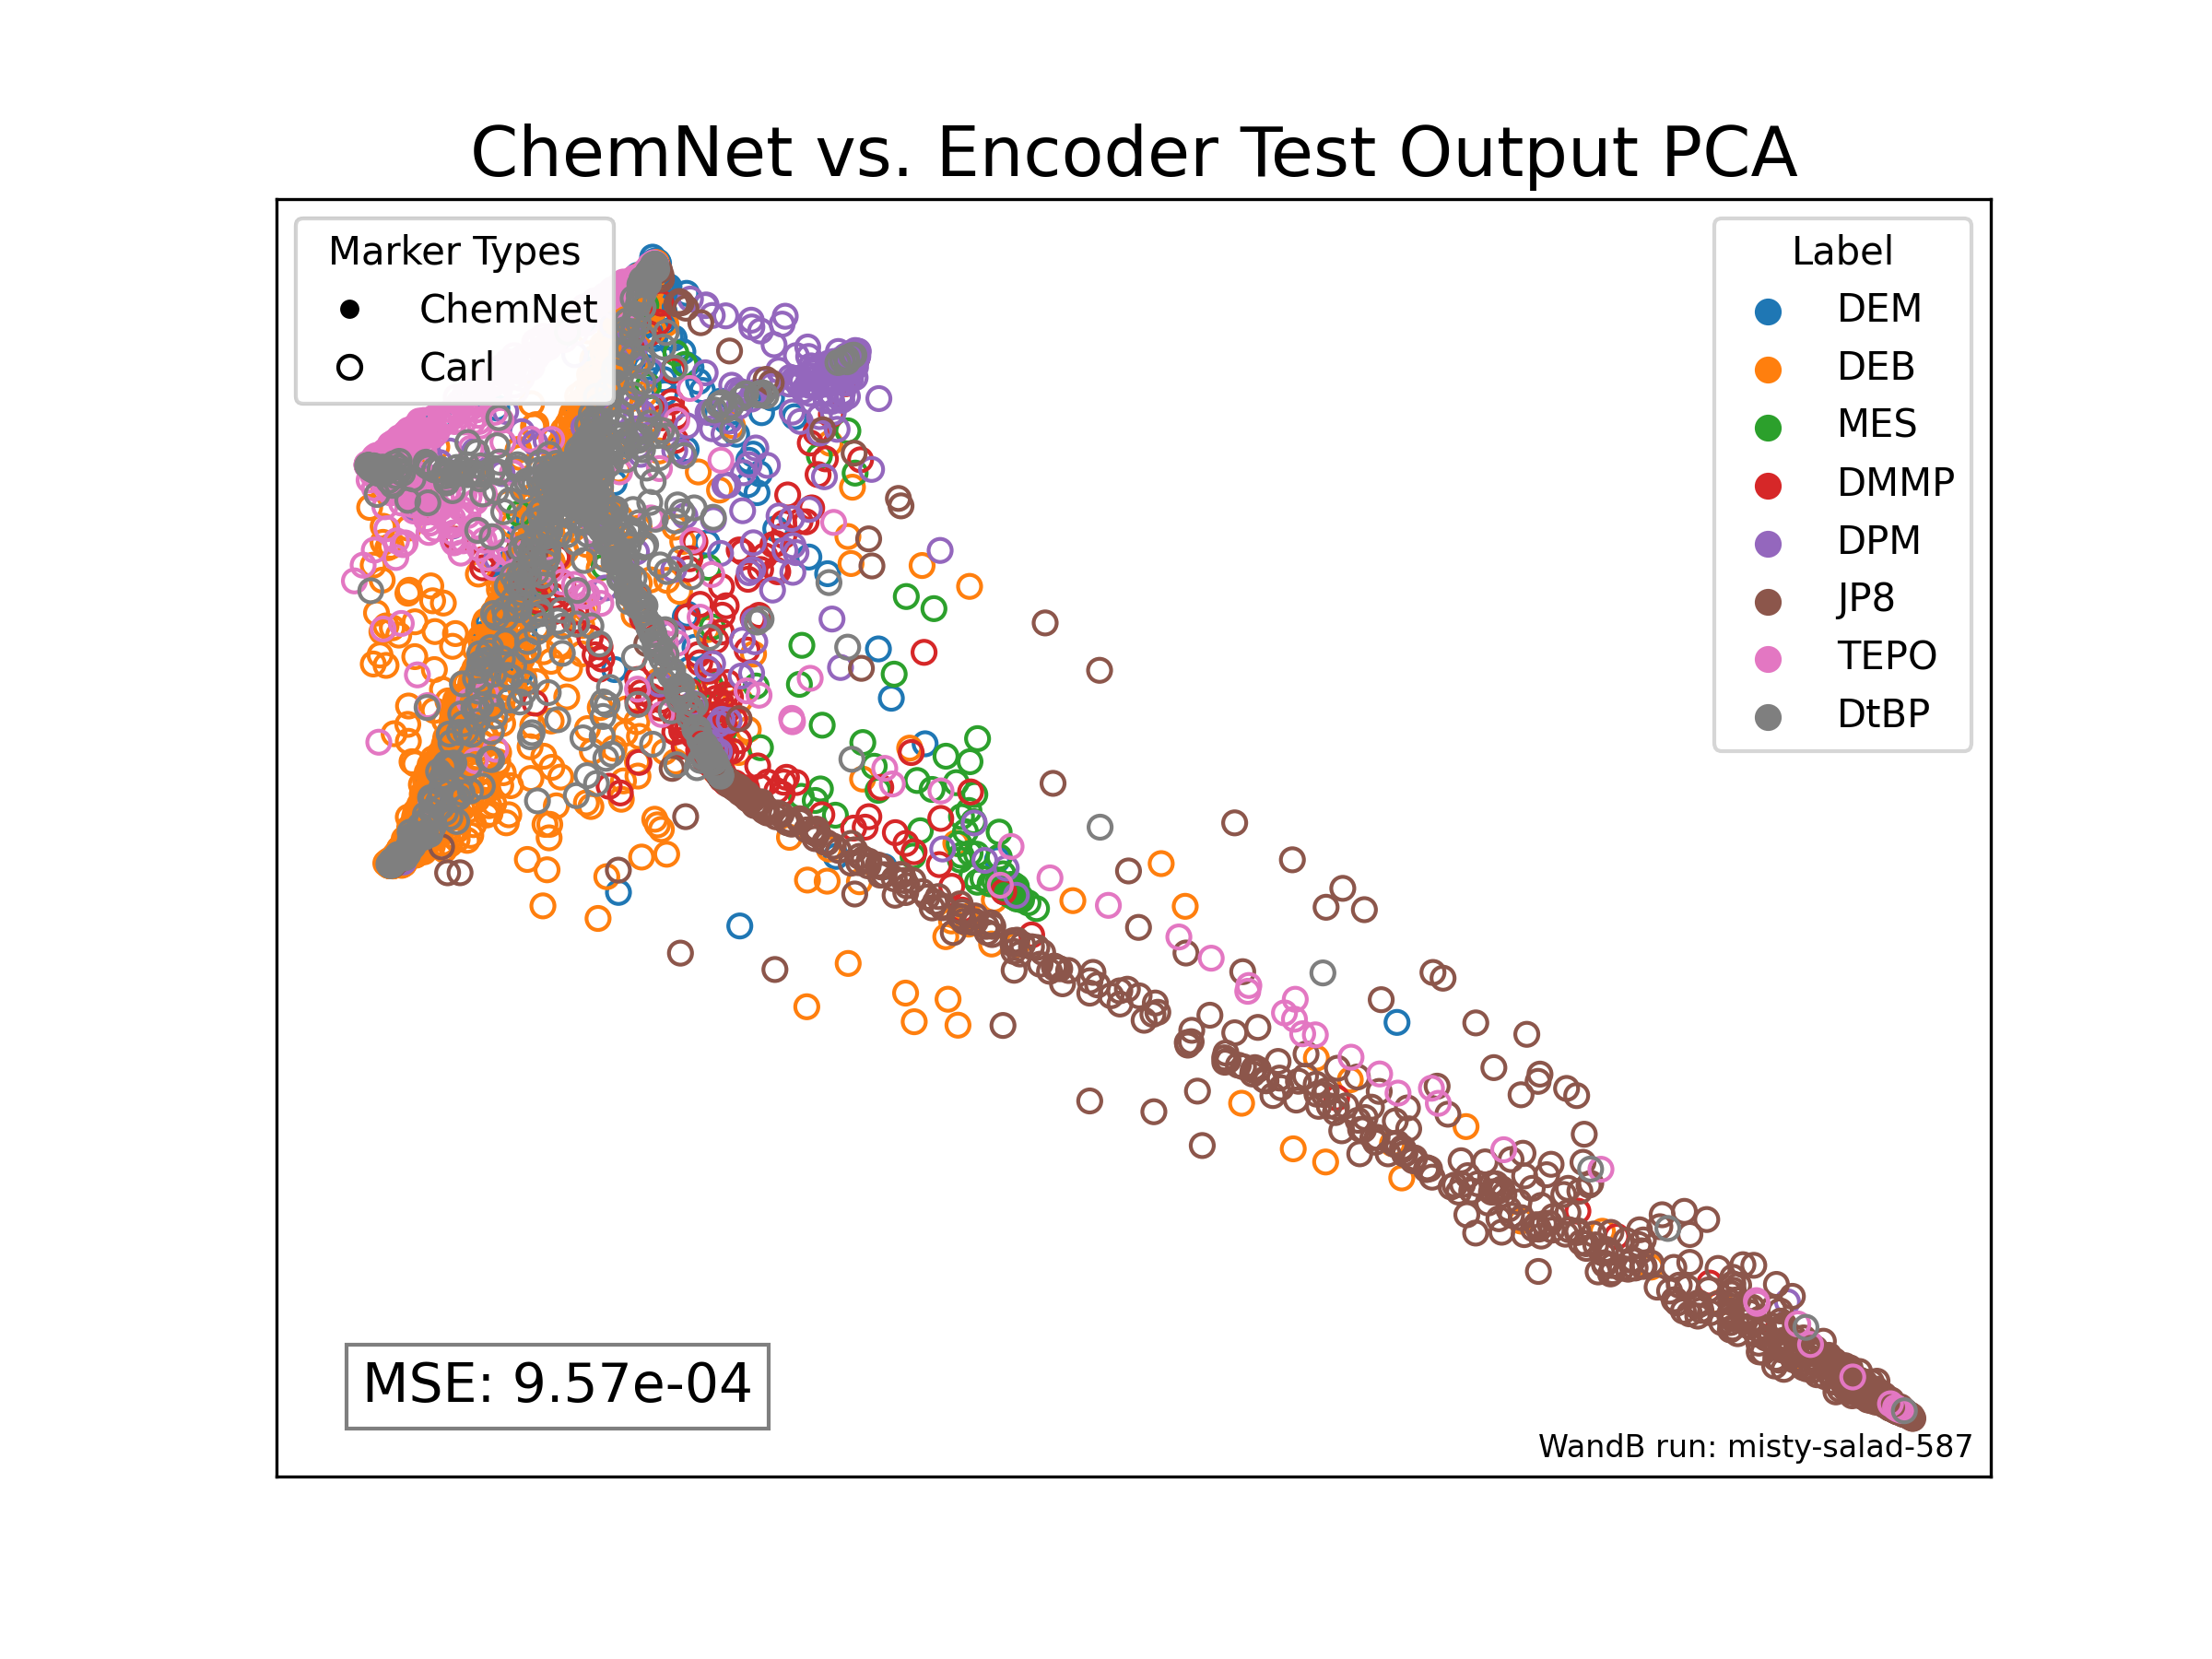 ChemNet vs. Encoder Test Output PCA
Marker Types
ChemNet
Carl
Label
DEM
DEB
MES
DMMP
DPM
JP8
TEPO
DtBP
MSE: 9.57e-04
WandB run: misty-salad-587